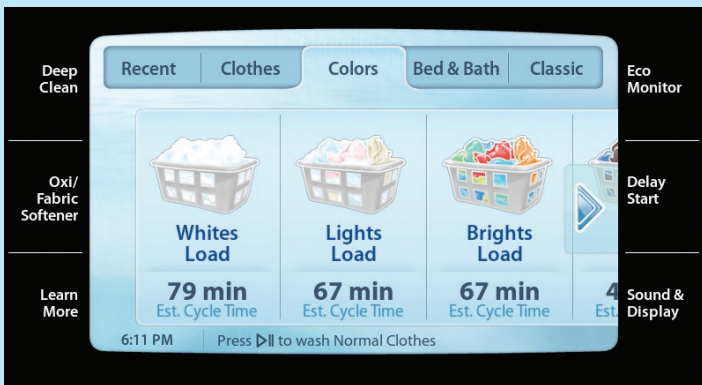 Deep
Clean
Oxi/
Fabric
Softener
Learn
More
Recent
Clothes
Colors
Bed & Bath
Classic
Whites
Load
79 min
Est. Cycle Time
Lights
Load
67 min
Est. Cycle Time
Brights
Load
67 min
Est. Cycle Time
4
Est.
6:11 PM
Press ▷II to wash Normal Clothes
Eco
Monitor
Delay
Start
Sound &
Display